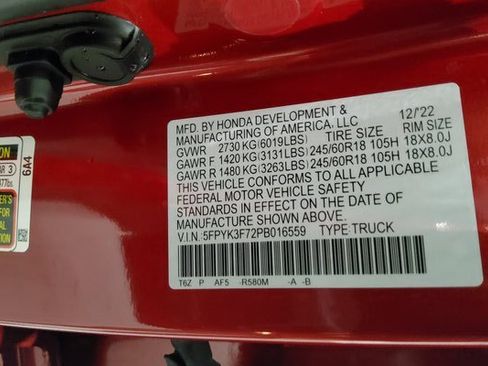 MFD. BY HONDA DEVELOPMENT & 12/'22
MANUFACTURING OF AMERICA, LLC
GVWR 2730 KG(6019LBS) TIRE SIZE RIM SIZE
GAWR F 1420 KG(3131LBS) 245/60R18 105H 18X8.0J
GAWR R 1480 KG(3263LBS) 245/60R18 105H 18X8.0J
THIS VEHICLE CONFORMS TO ALL APPLICABLE
FEDERAL MOTOR VEHICLE SAFETY
STANDARDS IN EFFECT ON THE DATE OF
MANUFACTURE SHOWN ABOVE.
V.I.N.:5FPYK3F72PB016559 TYPE:TRUCK
T6Z P AF5 -R580M -A -B
6A4